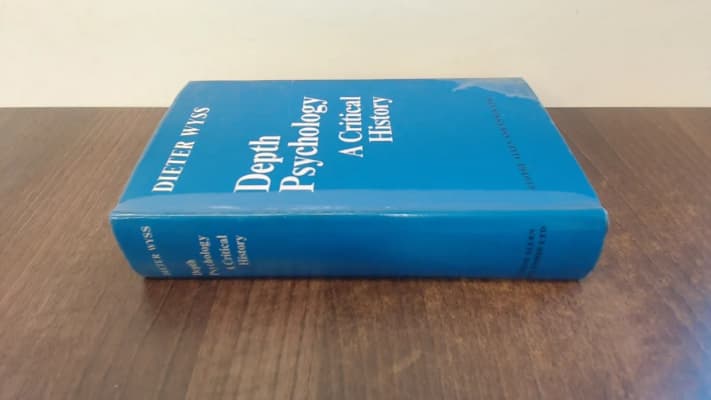 DIETER WYSS
Depth
Psychology
A Critical
History
DIETER WYSS
Depth
Psychology
A Critical
History